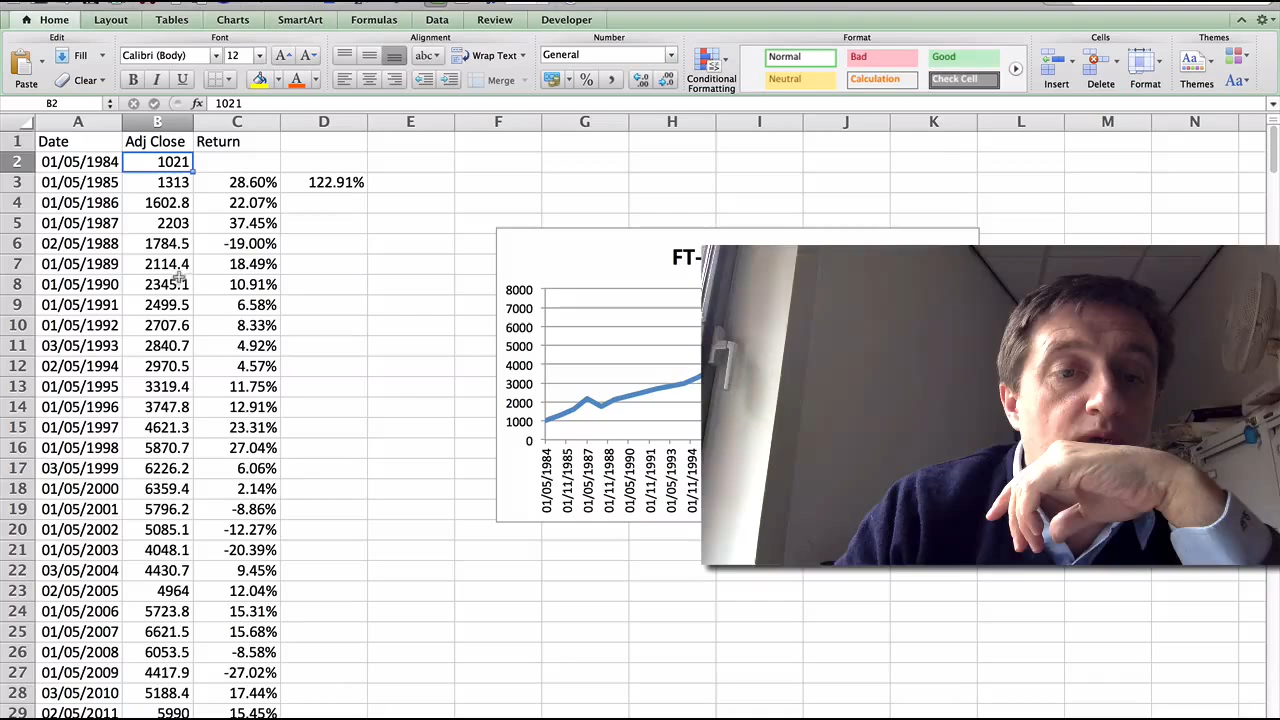 Home Layout Tables Charts SmartArt Formulas Data Review Developer
Edit Font Alignment Number Format Cells Themes
Fill Calibri (Body) 12 A A abc Wrap Text General Normal Bad Good
Paste Clear B I U A Merge % Conditional Formatting Neutral Calculation Check Cell Insert Delete Format Themes Aa
B2 fx 1021
A B C D E F G H I J K L M N
1 Date Adj Close Return
2 01/05/1984 1021
3 01/05/1985 1313 28.60% 122.91%
4 01/05/1986 1602.8 22.07%
5 01/05/1987 2203 37.45%
6 02/05/1988 1784.5 -19.00%
7 01/05/1989 2114.4 18.49%
8 01/05/1990 2345.1 10.91%
9 01/05/1991 2499.5 6.58%
10 01/05/1992 2707.6 8.33%
11 03/05/1993 2840.7 4.92%
12 02/05/1994 2970.5 4.57%
13 01/05/1995 3319.4 11.75%
14 01/05/1996 3747.8 12.91%
15 01/05/1997 4621.3 23.31%
16 01/05/1998 5870.7 27.04%
17 03/05/1999 6226.2 6.06%
18 01/05/2000 6359.4 2.14%
19 01/05/2001 5796.2 -8.86%
20 01/05/2002 5085.1 -12.27%
21 01/05/2003 4048.1 -20.39%
22 03/05/2004 4430.7 9.45%
23 02/05/2005 4964 12.04%
24 01/05/2006 5723.8 15.31%
25 01/05/2007 6621.5 15.68%
26 01/05/2008 6053.5 -8.58%
27 01/05/2009 4417.9 -27.02%
28 03/05/2010 5188.4 17.44%
29 02/05/2011 5990 15.45%
FT-
8000
7000
6000
5000
4000
3000
2000
1000
0
01/05/1984
01/11/1985
01/05/1987
01/11/1988
01/05/1990
01/11/1991
01/05/1993
01/11/1994